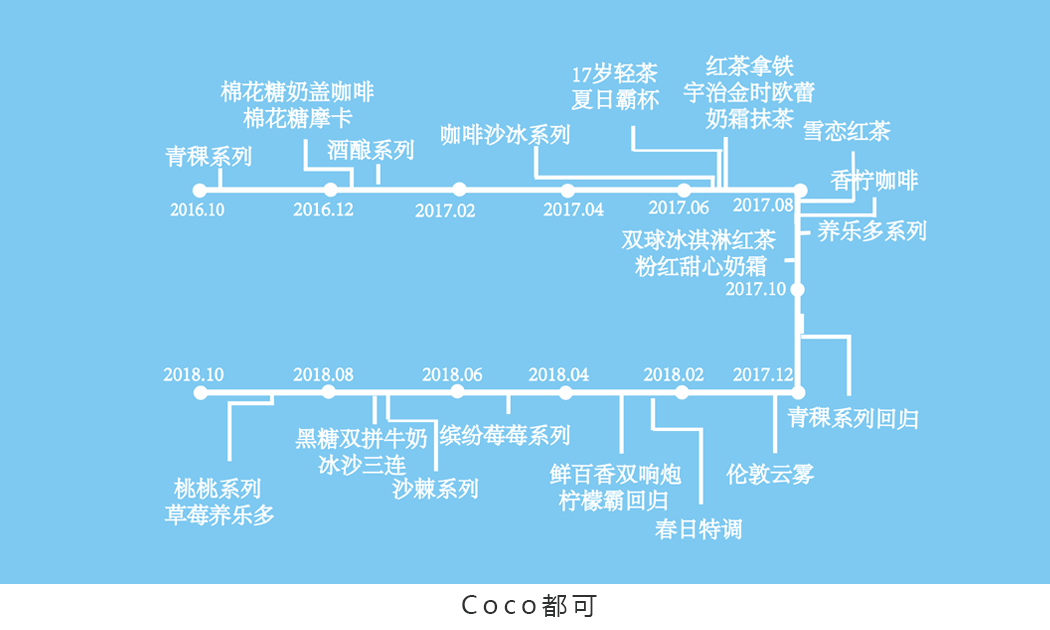 17岁轻茶
夏日霸杯
红茶拿铁
宇治金时欧蕾
奶霜抹茶
棉花糖奶盖咖啡
棉花糖摩卡
青稞系列
酒酿系列
咖啡沙冰系列
雪恋红茶
香柠咖啡
2016.10
2016.12
2017.02
2017.04
2017.06
2017.08
养乐多系列
双球冰淇淋红茶
粉红甜心奶霜
2017.10
2018.10
2018.08
2018.06
2018.04
2018.02
2017.12
青稞系列回归
黑糖双拼牛奶
冰沙三连
缤纷莓莓系列
鲜百香双响炮
柠檬霸回归
伦敦云雾
桃桃系列
草莓养乐多
沙棘系列
春日特调
Coco都可